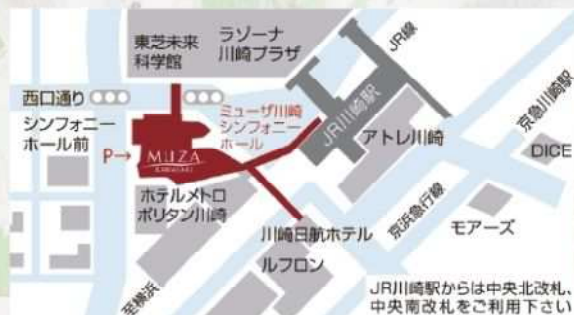 東芝未来
科学館
ラゾーナ
川崎プラザ
JR線
西口通り
シンフォニー
ホール前
P→
MUZA
ミューザ川崎
シンフォニー
ホール
JR川崎駅
アトレ川崎
京急川崎駅
DICE
ホテルメトロ
ポリタン川崎
京浜急行線
モアーズ
川崎日航ホテル
ルフロン
至横浜
JR川崎駅からは中央北改札、
中央南改札をご利用下さい